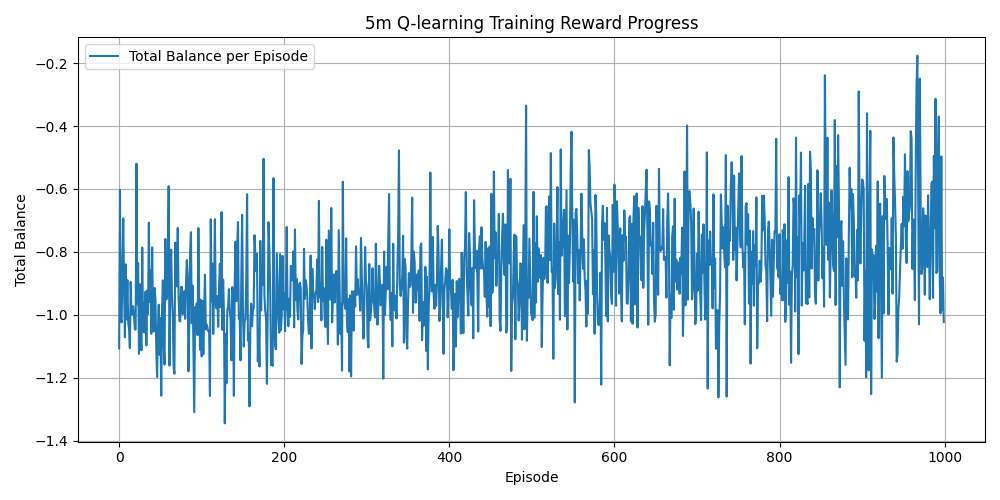 5m Q-learning Training Reward Progress
Total Balance per Episode
Total Balance
−0.2
−0.4
−0.6
−0.8
−1.0
−1.2
−1.4
0 200 400 600 800 1000
Episode